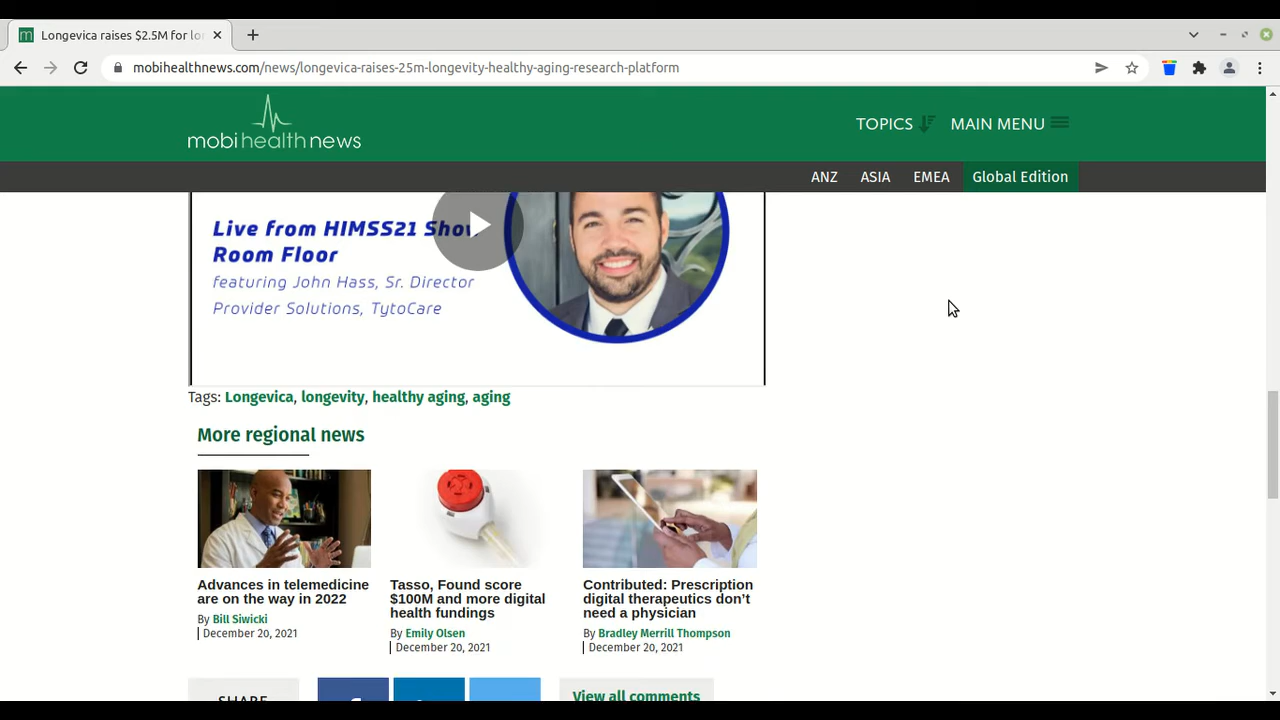 Longevica raises $2.5M for lo
mobihealthnews.com/news/longevica-raises-25m-longevity-healthy-aging-research-platform
mobihealthnews
TOPICS
MAIN MENU
ANZ
ASIA
EMEA
Global Edition
Live from HIMSS21 Show
Room Floor
featuring John Hass, Sr. Director
Provider Solutions, TytoCare
Tags: Longevica, longevity, healthy aging, aging
More regional news
Advances in telemedicine
are on the way in 2022
By Bill Siwicki
December 20, 2021
Tasso, Found score
$100M and more digital
health fundings
By Emily Olsen
December 20, 2021
Contributed: Prescription
digital therapeutics don’t
need a physician
By Bradley Merrill Thompson
December 20, 2021
SHARE
View all comments